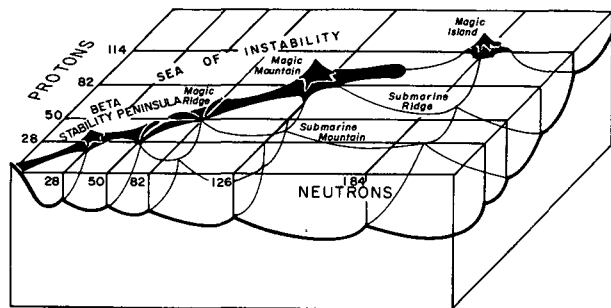 Magic
Island
PROTONS
114
SEA OF INSTABILITY
Magic
Mountain
82
BETA
STABILITY PENINSULA
Magic
Ridge
Submarine
Ridge
50
Submarine
Mountain
28
28
50
82
126
184
NEUTRONS